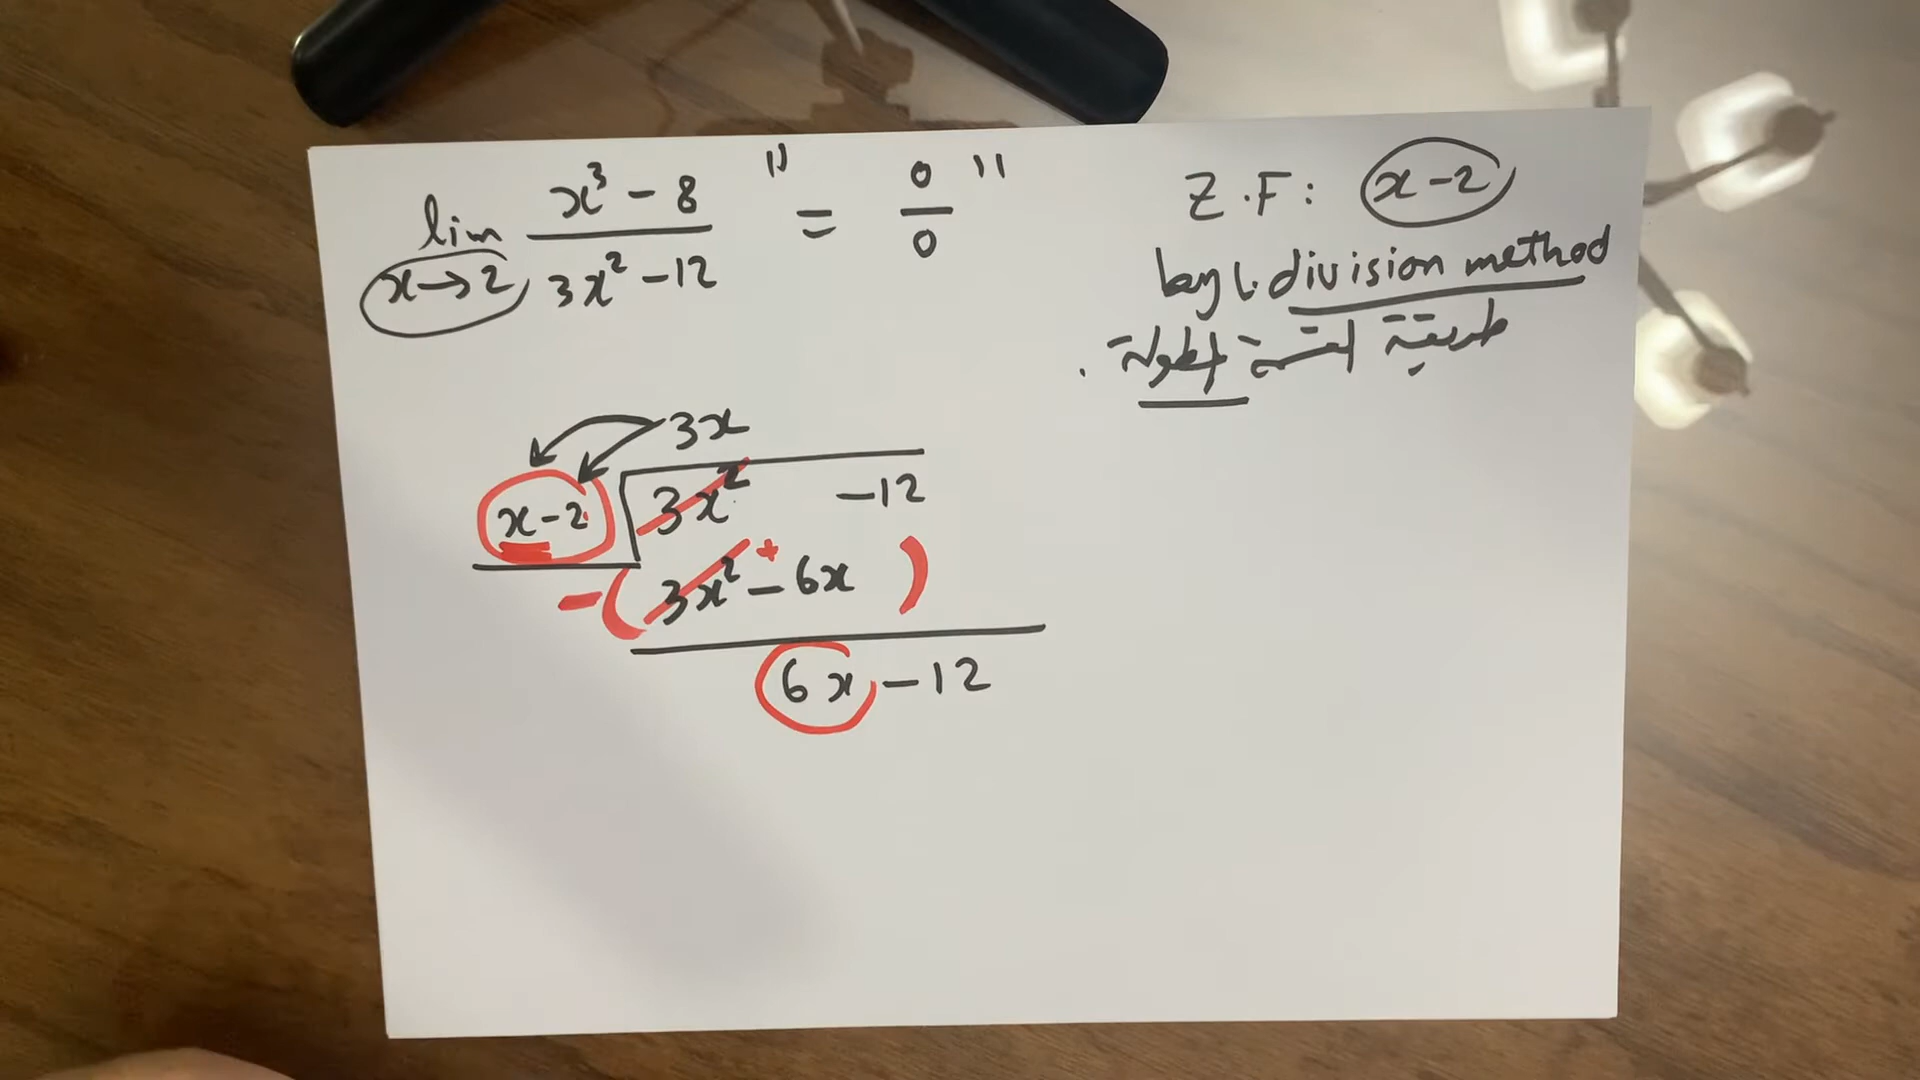 lim x→2 (x³ - 8)/(3x² - 12) "= 0/0"
Z.F: x-2
by L.division method
طريقة القسمة المطولة.
3x
x-2 3x² -12
-(3x² - 6x) +
6x - 12